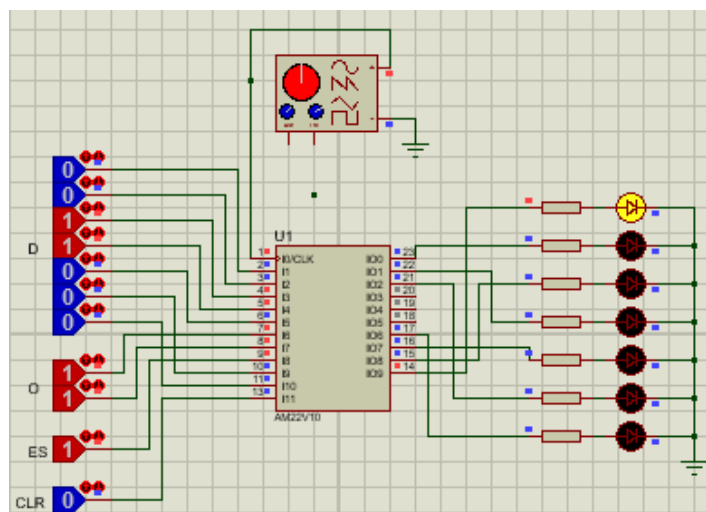 0
0
1
D
1
0
0
0
1
O
1
ES
1
CLR
0
U1
1 I0/CLK IO0 23
2 I1 IO1 22
3 I2 IO2 21
4 I3 IO3 20
5 I4 IO4 19
6 I5 IO5 18
7 I6 IO6 17
8 I7 IO7 16
9 I8 IO8 15
10 I9 IO9 14
11 I10
13 I11
AM22V10